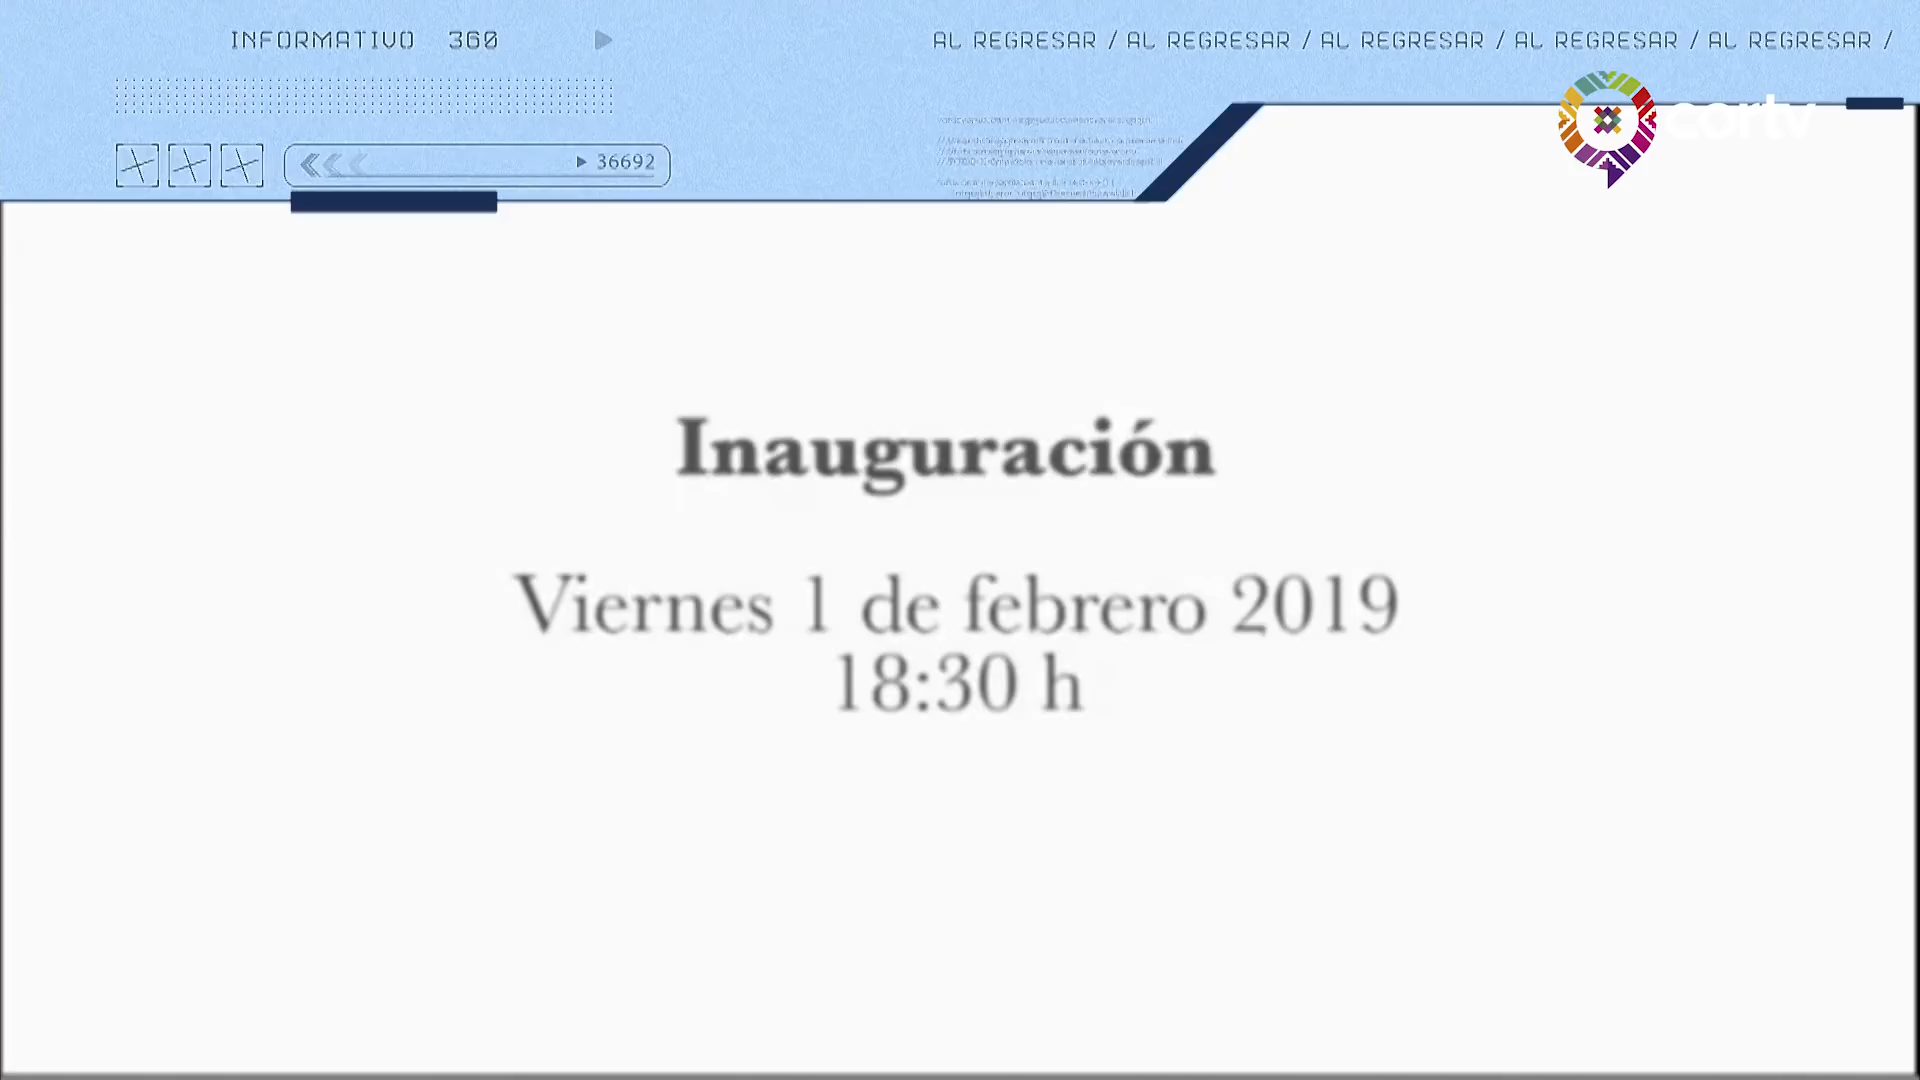 INFORMATIVO 360
AL REGRESAR / AL REGRESAR / AL REGRESAR / AL REGRESAR / AL REGRESAR /
cortv
36692
Inauguración
Viernes 1 de febrero 2019
18:30 h